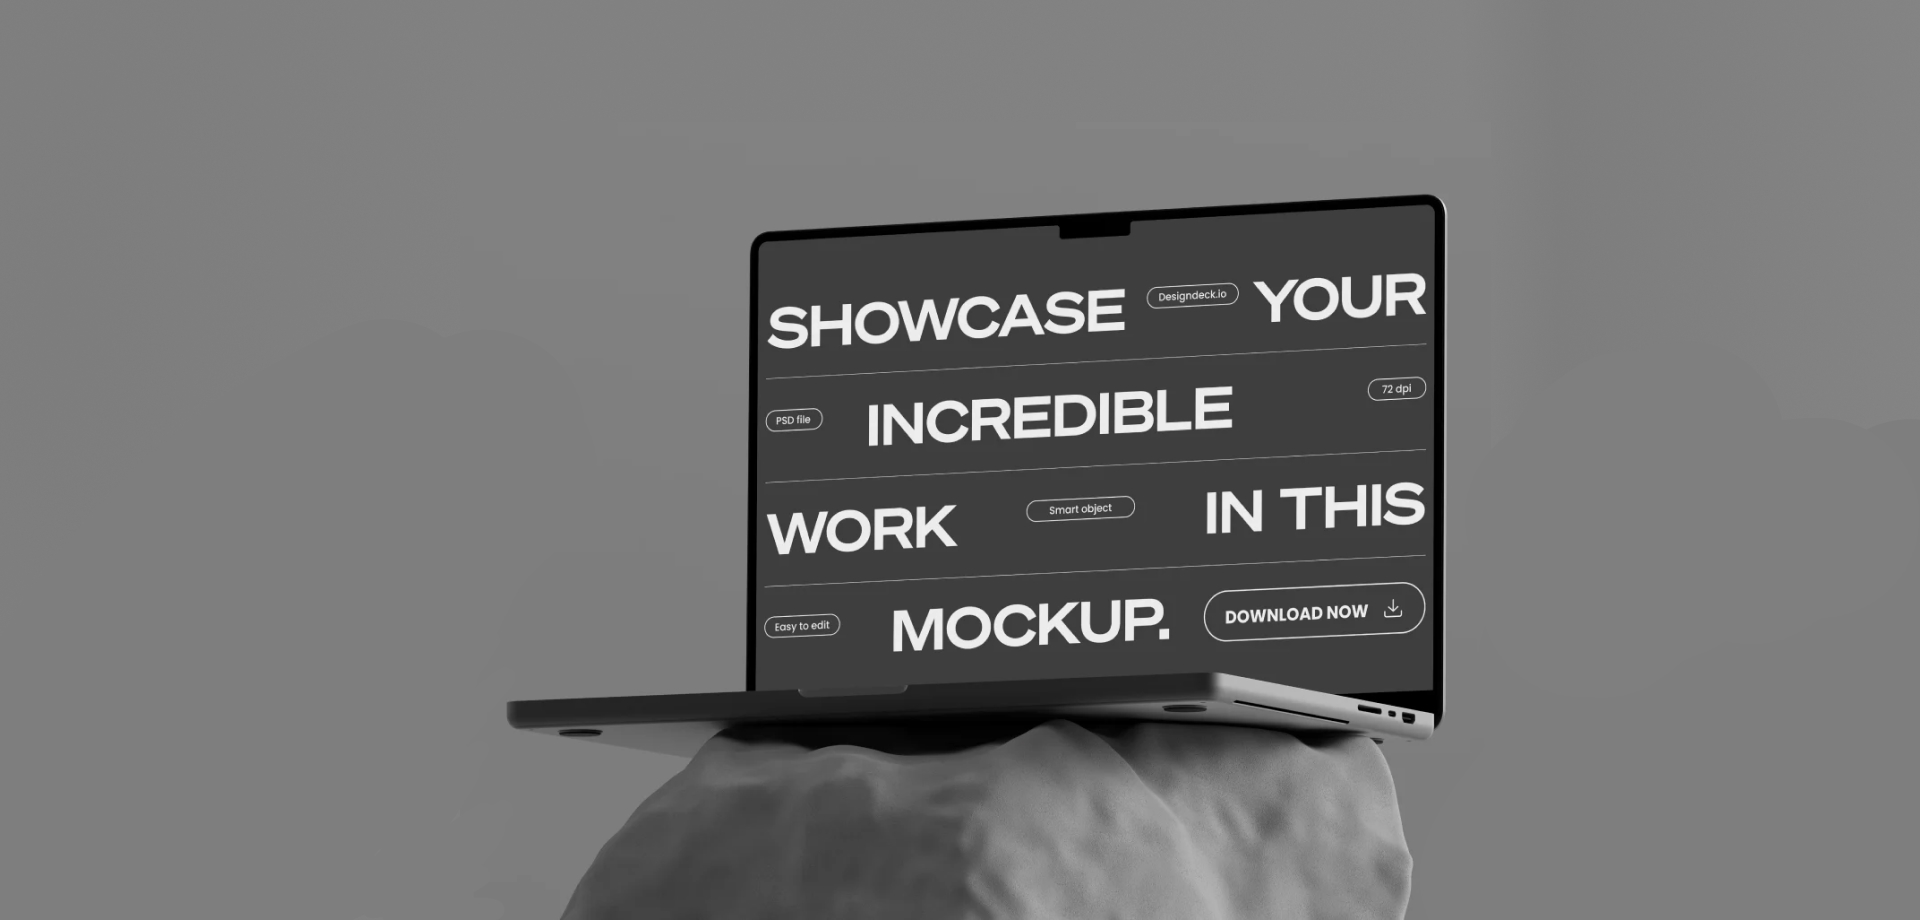 SHOWCASE Designdeck.io YOUR
PSD file INCREDIBLE 72 dpi
WORK Smart object IN THIS
Easy to edit MOCKUP. DOWNLOAD NOW